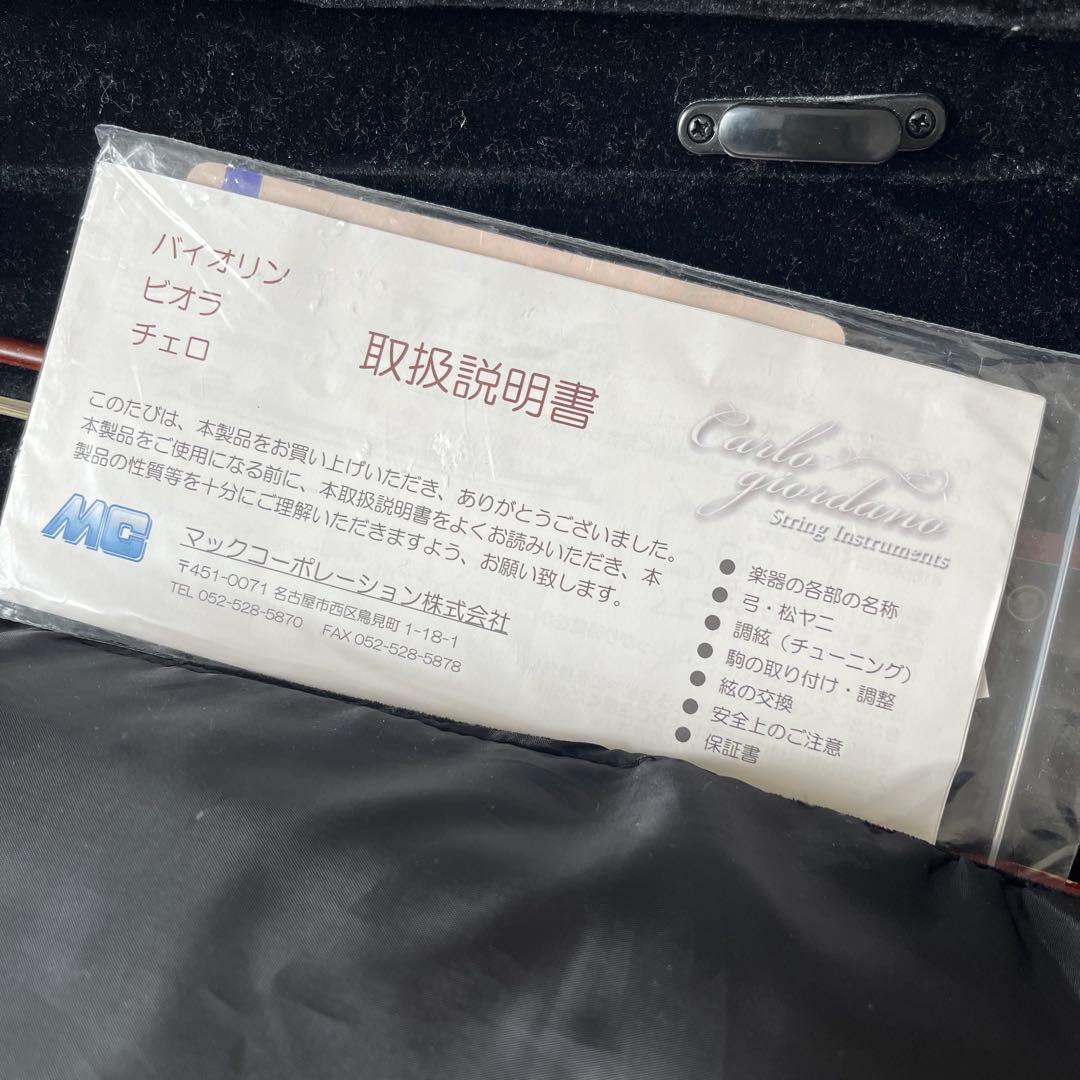 バイオリン
ビオラ
チェロ
取扱説明書
Carlo
giordano
String Instruments
このたびは、本製品をお買い上げいただき、ありがとうございました。
本製品をご使用になる前に、本取扱説明書をよくお読みいただき、本
製品の性質等を十分にご理解いただきますよう、お願い致します。
MC
マックコーポレーション株式会社
〒451-0071 名古屋市西区鳥見町 1-18-1
TEL 052-528-5870 FAX 052-528-5878
● 楽器の各部の名称
● 弓・松ヤニ
● 調絃（チューニング）
● 駒の取り付け・調整
● 絃の交換
● 安全上のご注意
● 保証書